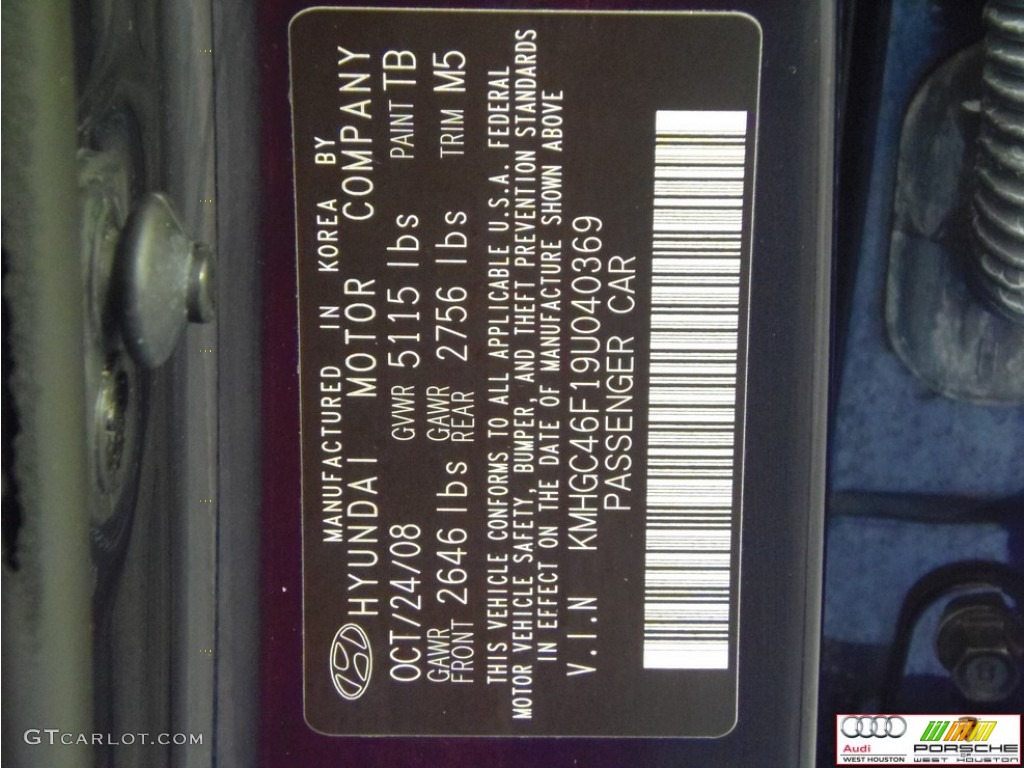 MANUFACTURED IN KOREA BY
HYUNDAI MOTOR COMPANY
OCT/24/08 GVWR 5115 lbs PAINT TB
GAWR FRONT 2646 lbs GAWR REAR 2756 lbs TRIM M5
THIS VEHICLE CONFORMS TO ALL APPLICABLE U.S.A. FEDERAL
MOTOR VEHICLE SAFETY, BUMPER, AND THEFT PREVENTION STANDARDS
IN EFFECT ON THE DATE OF MANUFACTURE SHOWN ABOVE
V.I.N KMHGC46F19U040369
PASSENGER CAR
GTCARLOT.COM
Audi
WEST HOUSTON
PORSCHE
OF
WEST HOUSTON